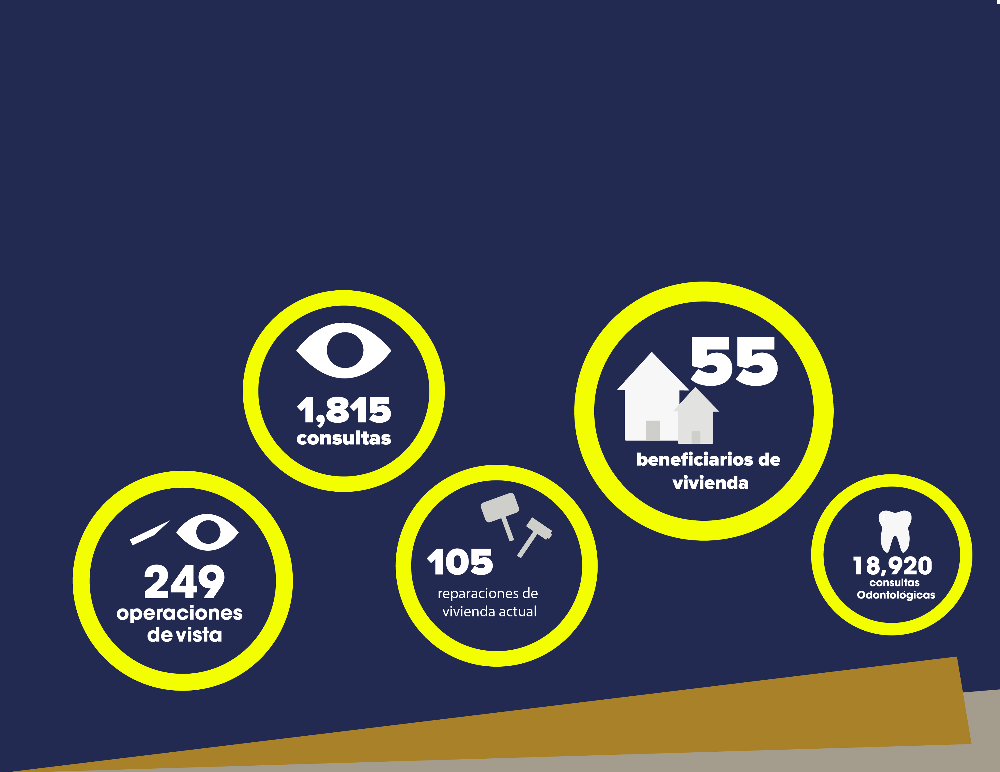 1,815
consultas
55
beneficiarios de
vivienda
249
operaciones
de vista
105
reparaciones de
vivienda actual
18,920
consultas
Odontológicas